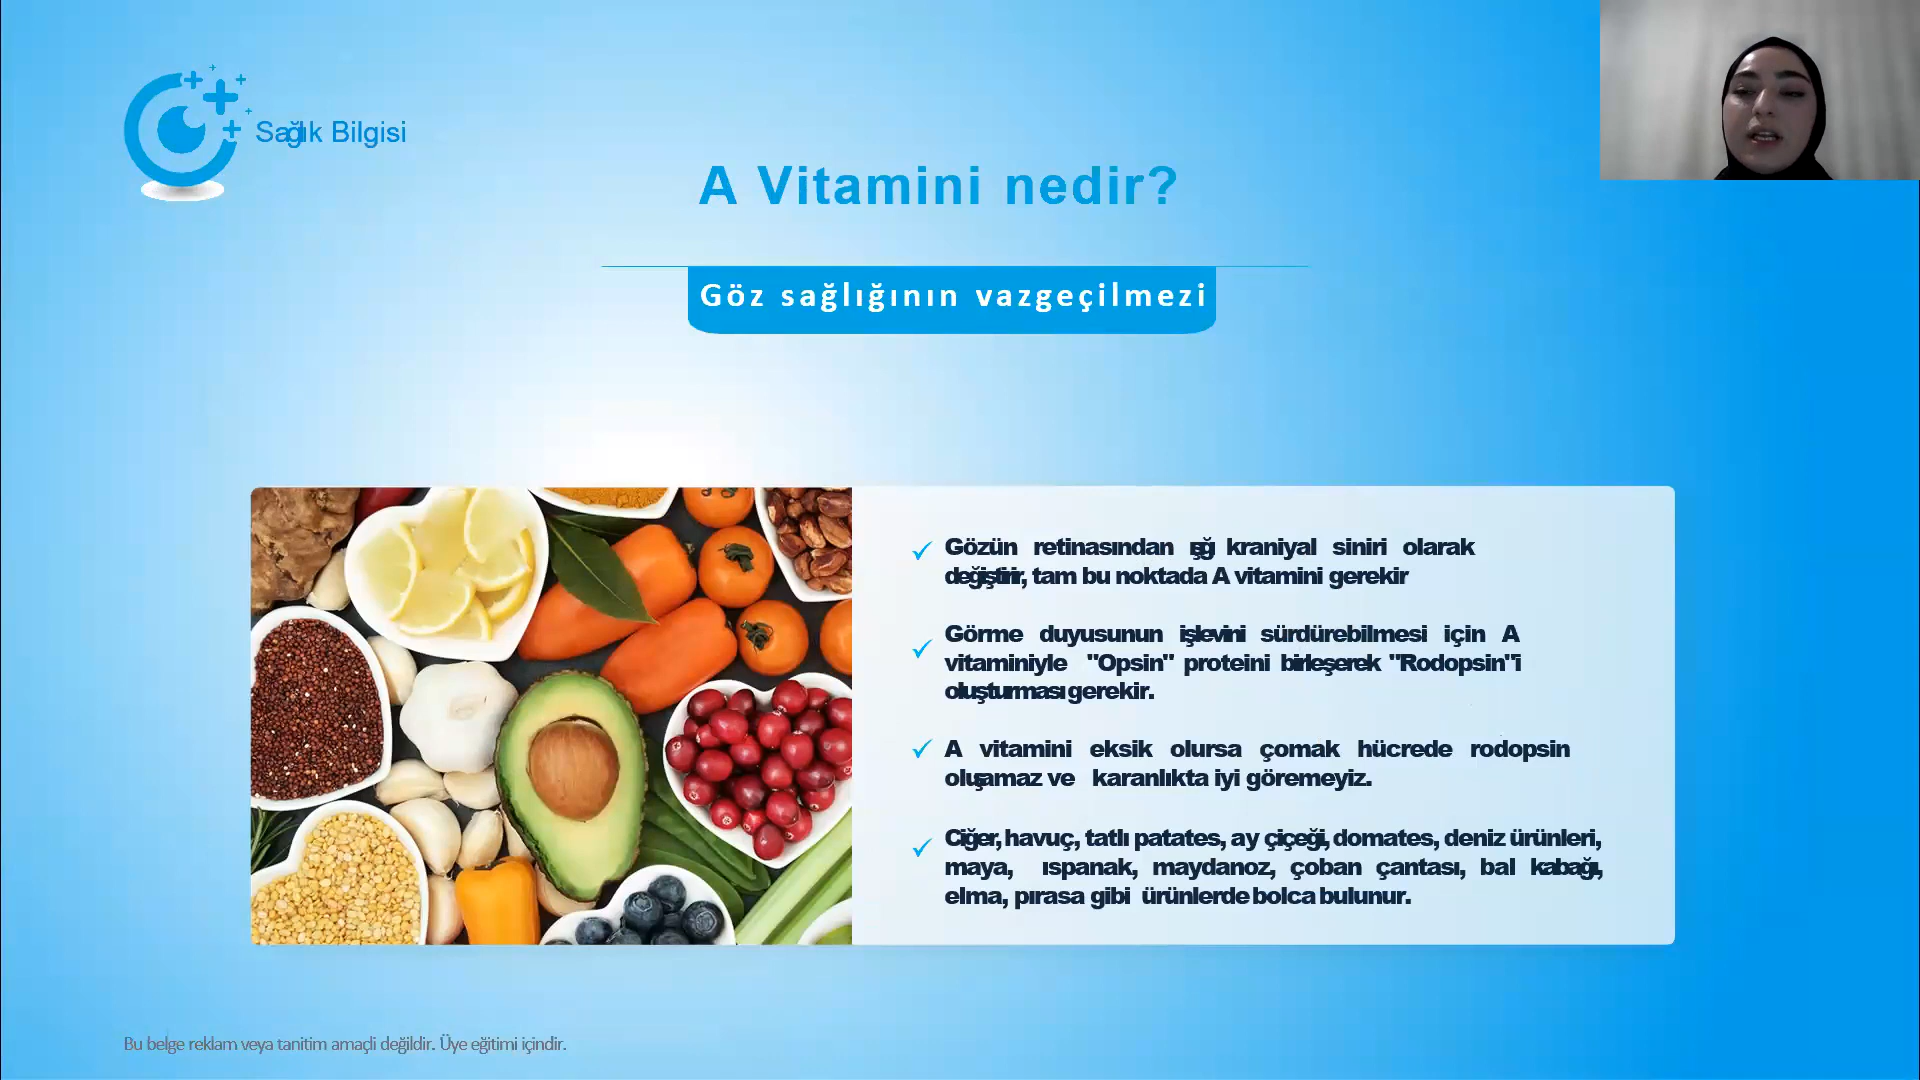 Sağlık Bilgisi
A Vitamini nedir?
Göz sağlığının vazgeçilmezi
Gözün retinasından ışığı kraniyal siniri olarak
değiştirir, tam bu noktada A vitamini gerekir
Görme duyusunun işlevini sürdürebilmesi için A
vitaminiyle "Opsin" proteini birleşerek "Rodopsin"i
oluşturması gerekir.
A vitamini eksik olursa çomak hücrede rodopsin
oluşamaz ve karanlıkta iyi göremeyiz.
Ciğer, havuç, tatlı patates, ay çiçeği, domates, deniz ürünleri,
maya, ıspanak, maydanoz, çoban çantası, bal kabağı,
elma, pırasa gibi ürünlerde bolca bulunur.
Bu belge reklam veya tanitim amaçli değildir. Üye eğitimi içindir.